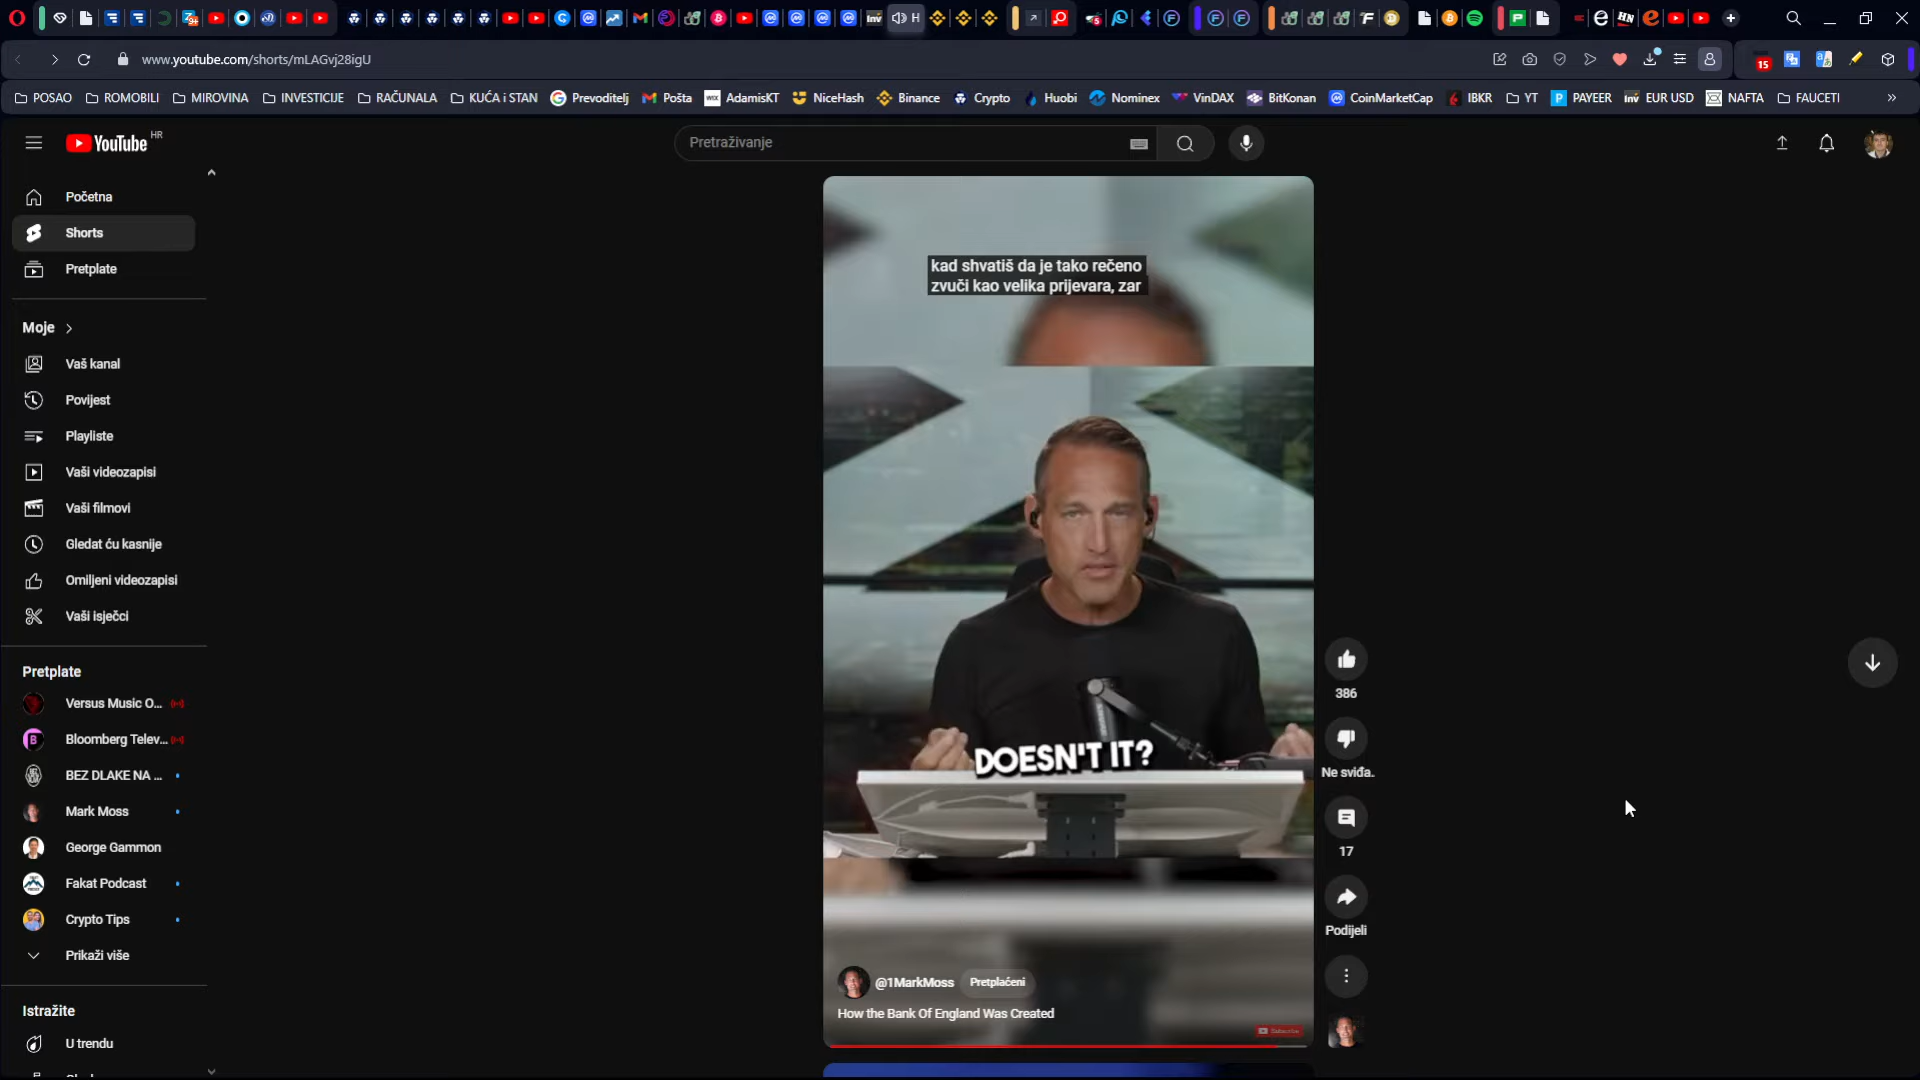 Inv
H
www.youtube.com/shorts/mLAGvj28igU
15
POSAO
ROMOBILI
MIROVINA
INVESTICIJE
RAČUNALA
KUĆA i STAN
Prevoditelj
Pošta
AdamisKT
NiceHash
Binance
Crypto
Huobi
Nominex
VinDAX
BitKonan
CoinMarketCap
IBKR
YT
PAYEER
EUR USD
NAFTA
FAUCETI
YouTube HR
Pretraživanje
Početna
Shorts
Pretplate
Moje
Vaš kanal
Povijest
Playliste
Vaši videozapisi
Vaši filmovi
Gledat ću kasnije
Omiljeni videozapisi
Vaši isječci
Pretplate
Versus Music O...
Bloomberg Telev...
BEZ DLAKE NA ...
Mark Moss
George Gammon
Fakat Podcast
Crypto Tips
Prikaži više
Istražite
U trendu
kad shvatiš da je tako rečeno
zvuči kao velika prijevara, zar
DOESN'T IT?
@1MarkMoss
Pretplaćeni
How the Bank Of England Was Created
Subscribe
386
Ne sviđa.
17
Podijeli